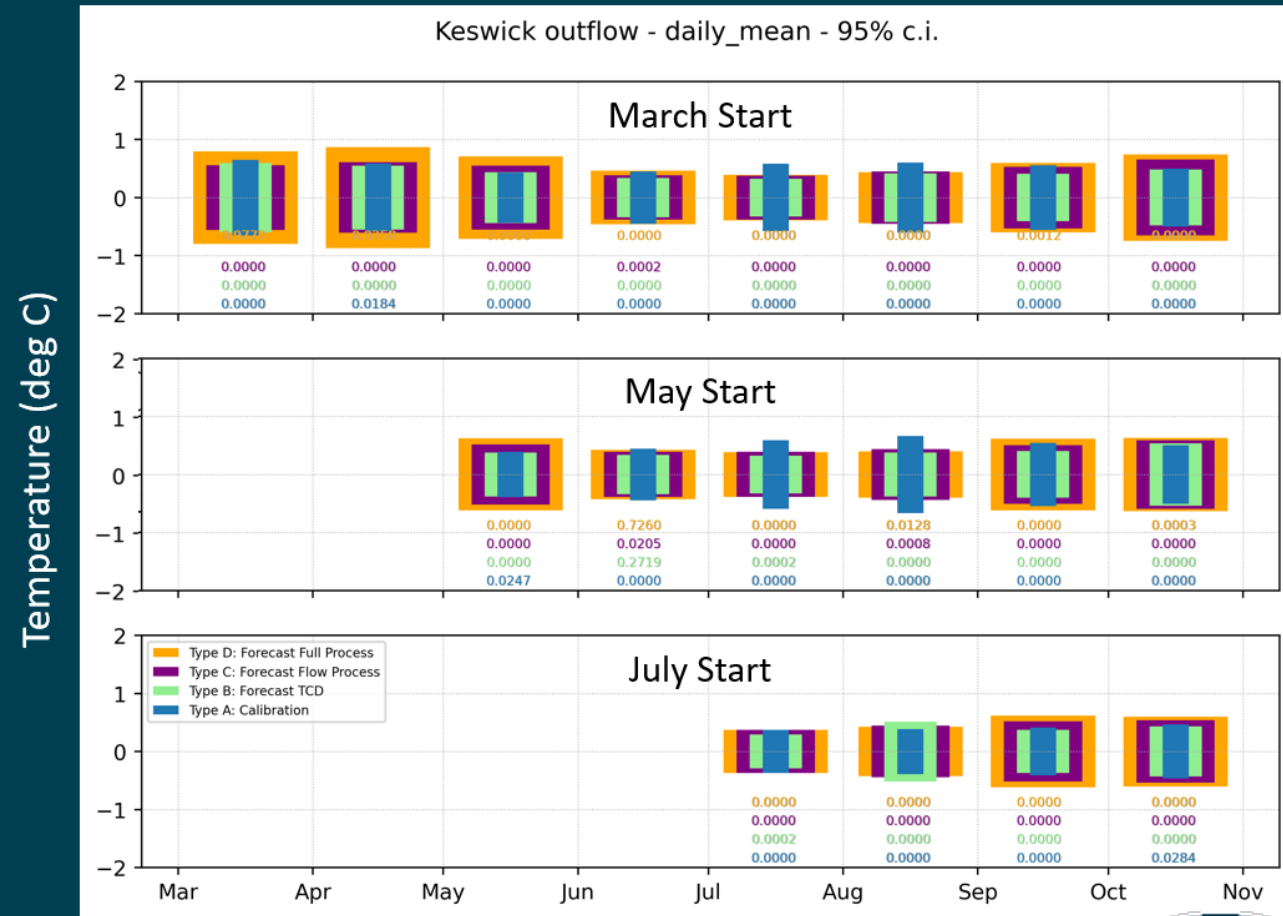 Keswick outflow - daily_mean - 95% c.i.
Temperature (deg C)
March Start
2
1
0
−1
−2
0.0000 0.0000 0.0000 0.0012 0.0000
0.0000 0.0000 0.0000 0.0002 0.0000 0.0000 0.0000 0.0000
0.0000 0.0000 0.0000 0.0000 0.0000 0.0000 0.0000 0.0000
0.0000 0.0184 0.0000 0.0000 0.0000 0.0000 0.0000 0.0000
May Start
2
1
0
−1
−2
0.0000 0.7260 0.0000 0.0128 0.0000 0.0003
0.0000 0.0205 0.0000 0.0008 0.0000 0.0000
0.0000 0.2719 0.0002 0.0000 0.0000 0.0000
0.0247 0.0000 0.0000 0.0000 0.0000 0.0000
July Start
Type D: Forecast Full Process
Type C: Forecast Flow Process
Type B: Forecast TCD
Type A: Calibration
2
1
0
−1
−2
0.0000 0.0000 0.0000 0.0000
0.0000 0.0000 0.0000 0.0000
0.0002 0.0000 0.0000 0.0000
0.0000 0.0000 0.0000 0.0284
Mar Apr May Jun Jul Aug Sep Oct Nov